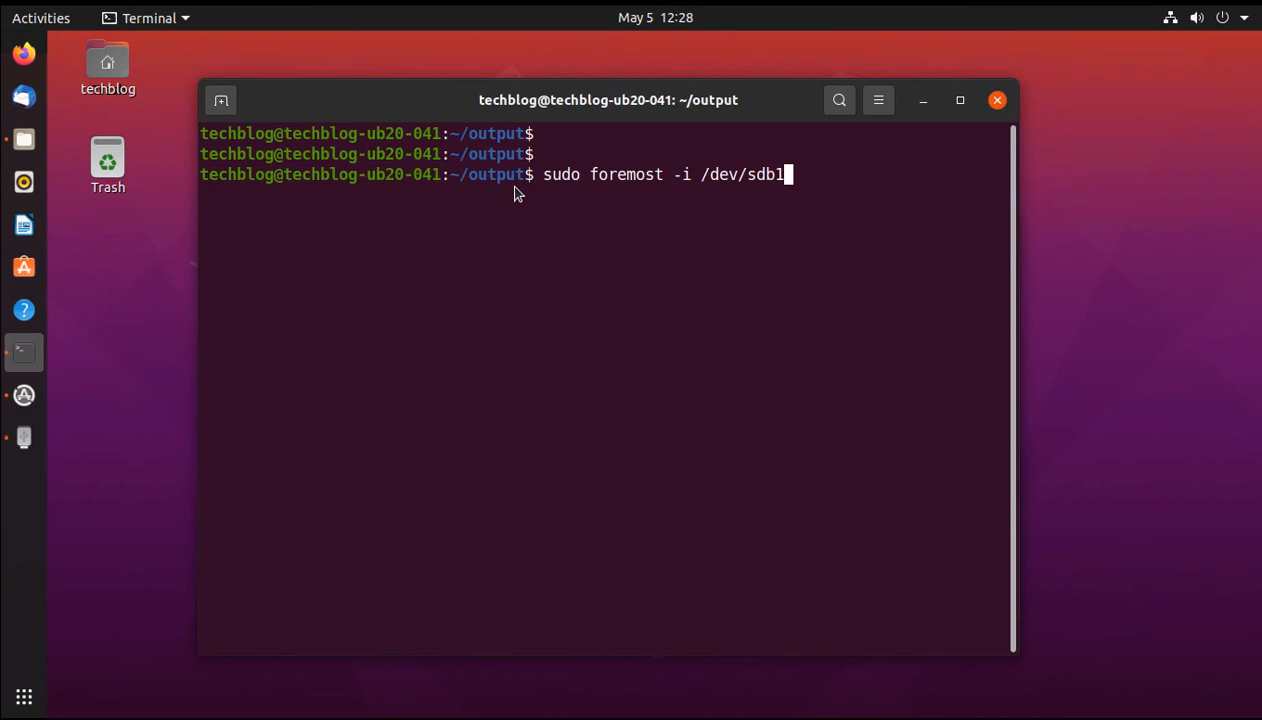 Activities
Terminal
May 5 12:28
techblog
Trash
techblog@techblog-ub20-041: ~/output
techblog@techblog-ub20-041:~/output$
techblog@techblog-ub20-041:~/output$
techblog@techblog-ub20-041:~/output$ sudo foremost -i /dev/sdb1